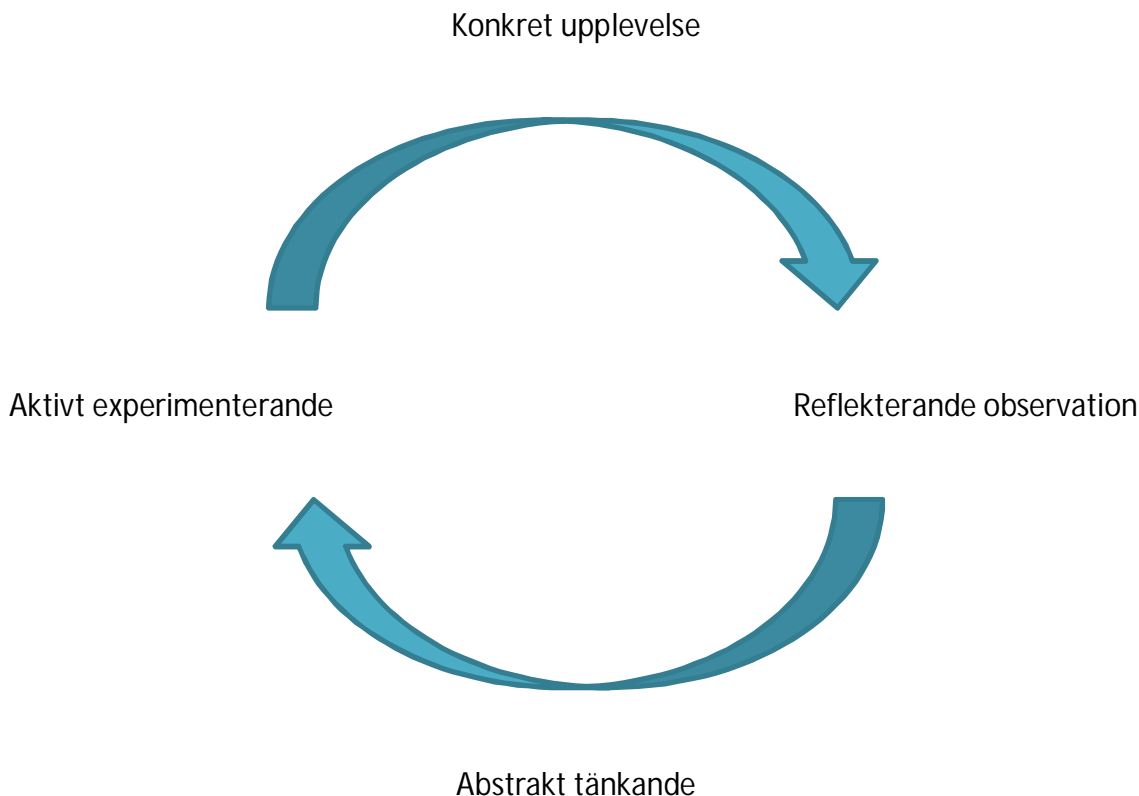 Konkret upplevelse
Aktivt experimenterande
Reflekterande observation
Abstrakt tänkande